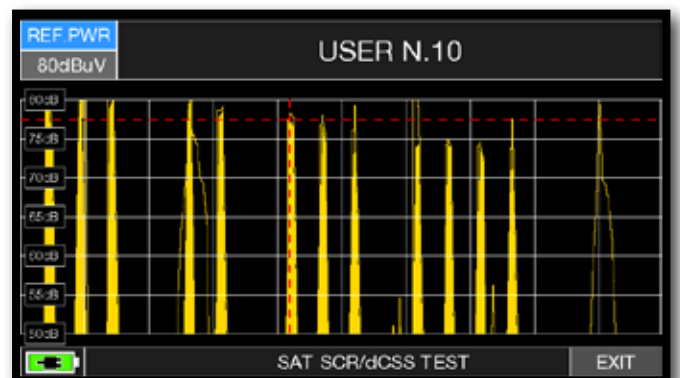 REF.PWR
80dBuV
USER N.10
80dB
75dB
70dB
65dB
60dB
55dB
50dB
SAT SCR/dCSS TEST
EXIT